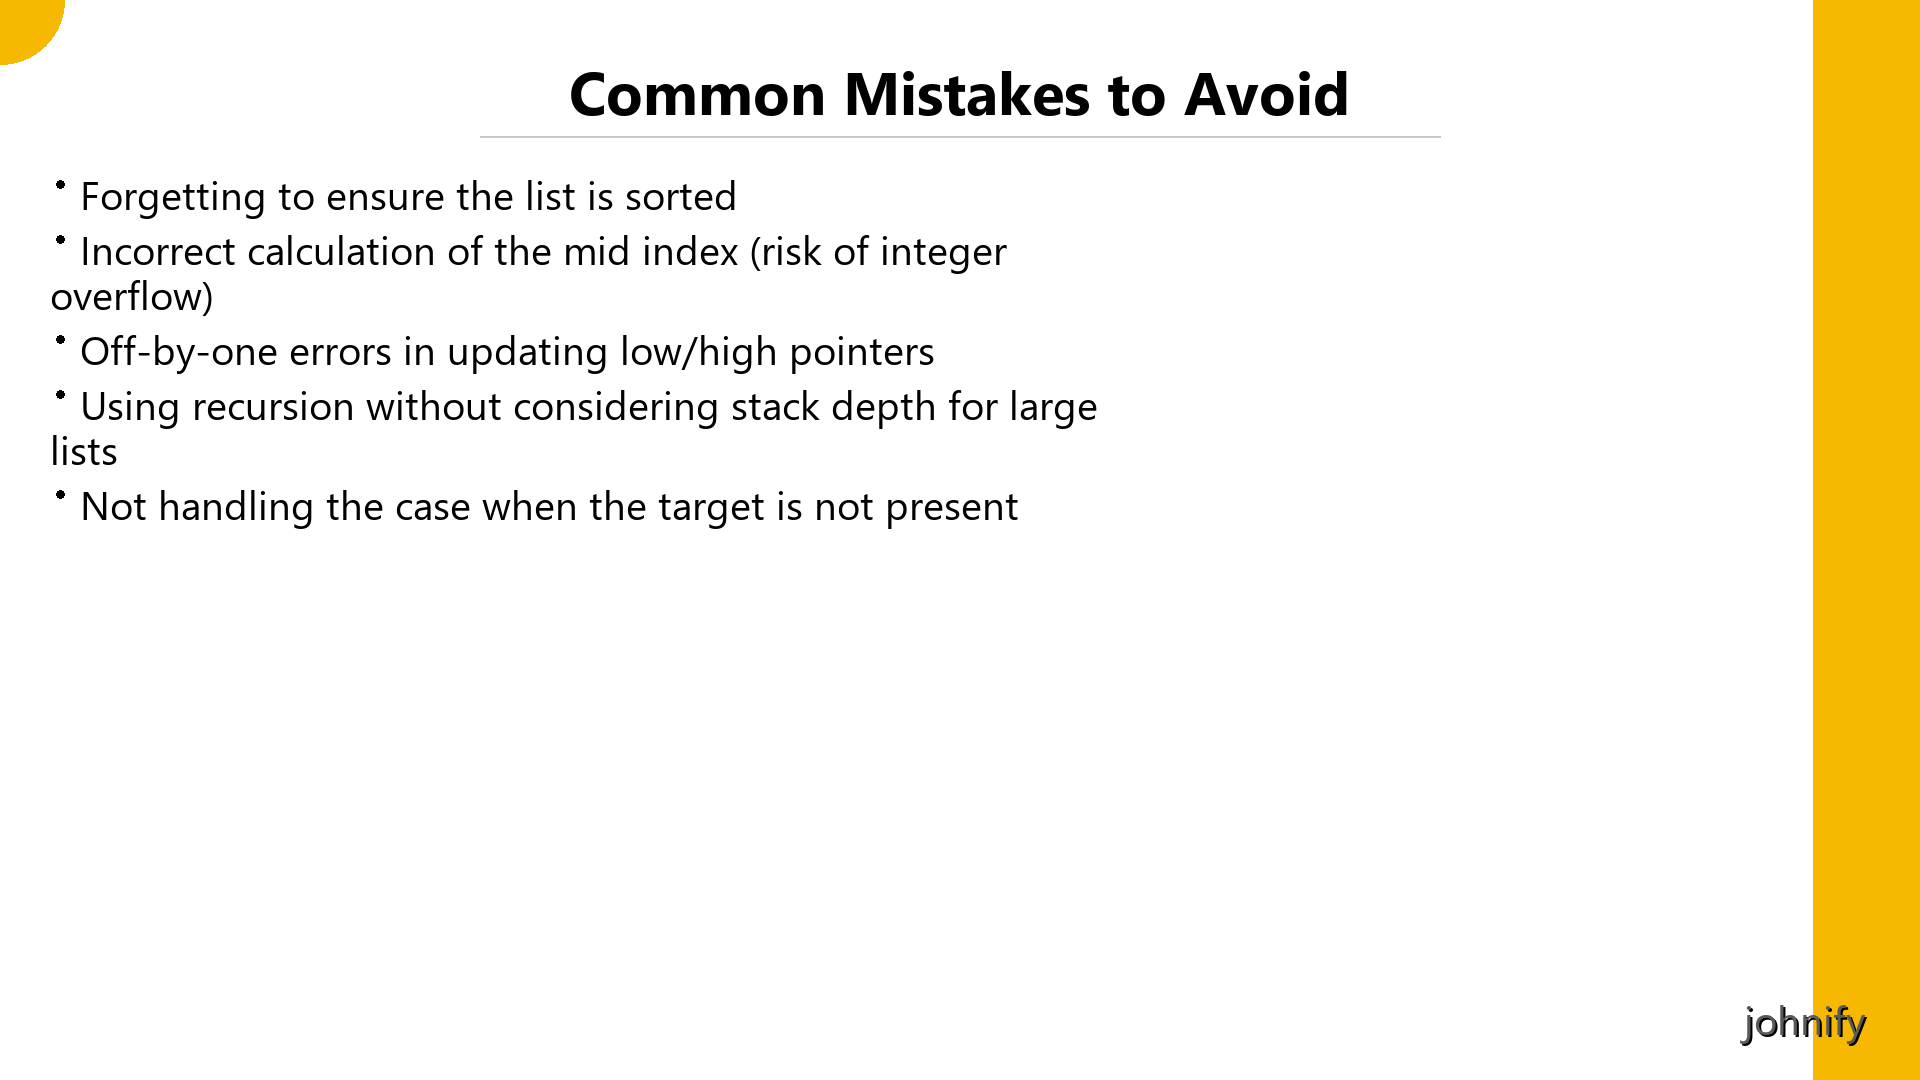 Common Mistakes to Avoid
• Forgetting to ensure the list is sorted
• Incorrect calculation of the mid index (risk of integer
overflow)
• Off-by-one errors in updating low/high pointers
• Using recursion without considering stack depth for large
lists
• Not handling the case when the target is not present
johnify